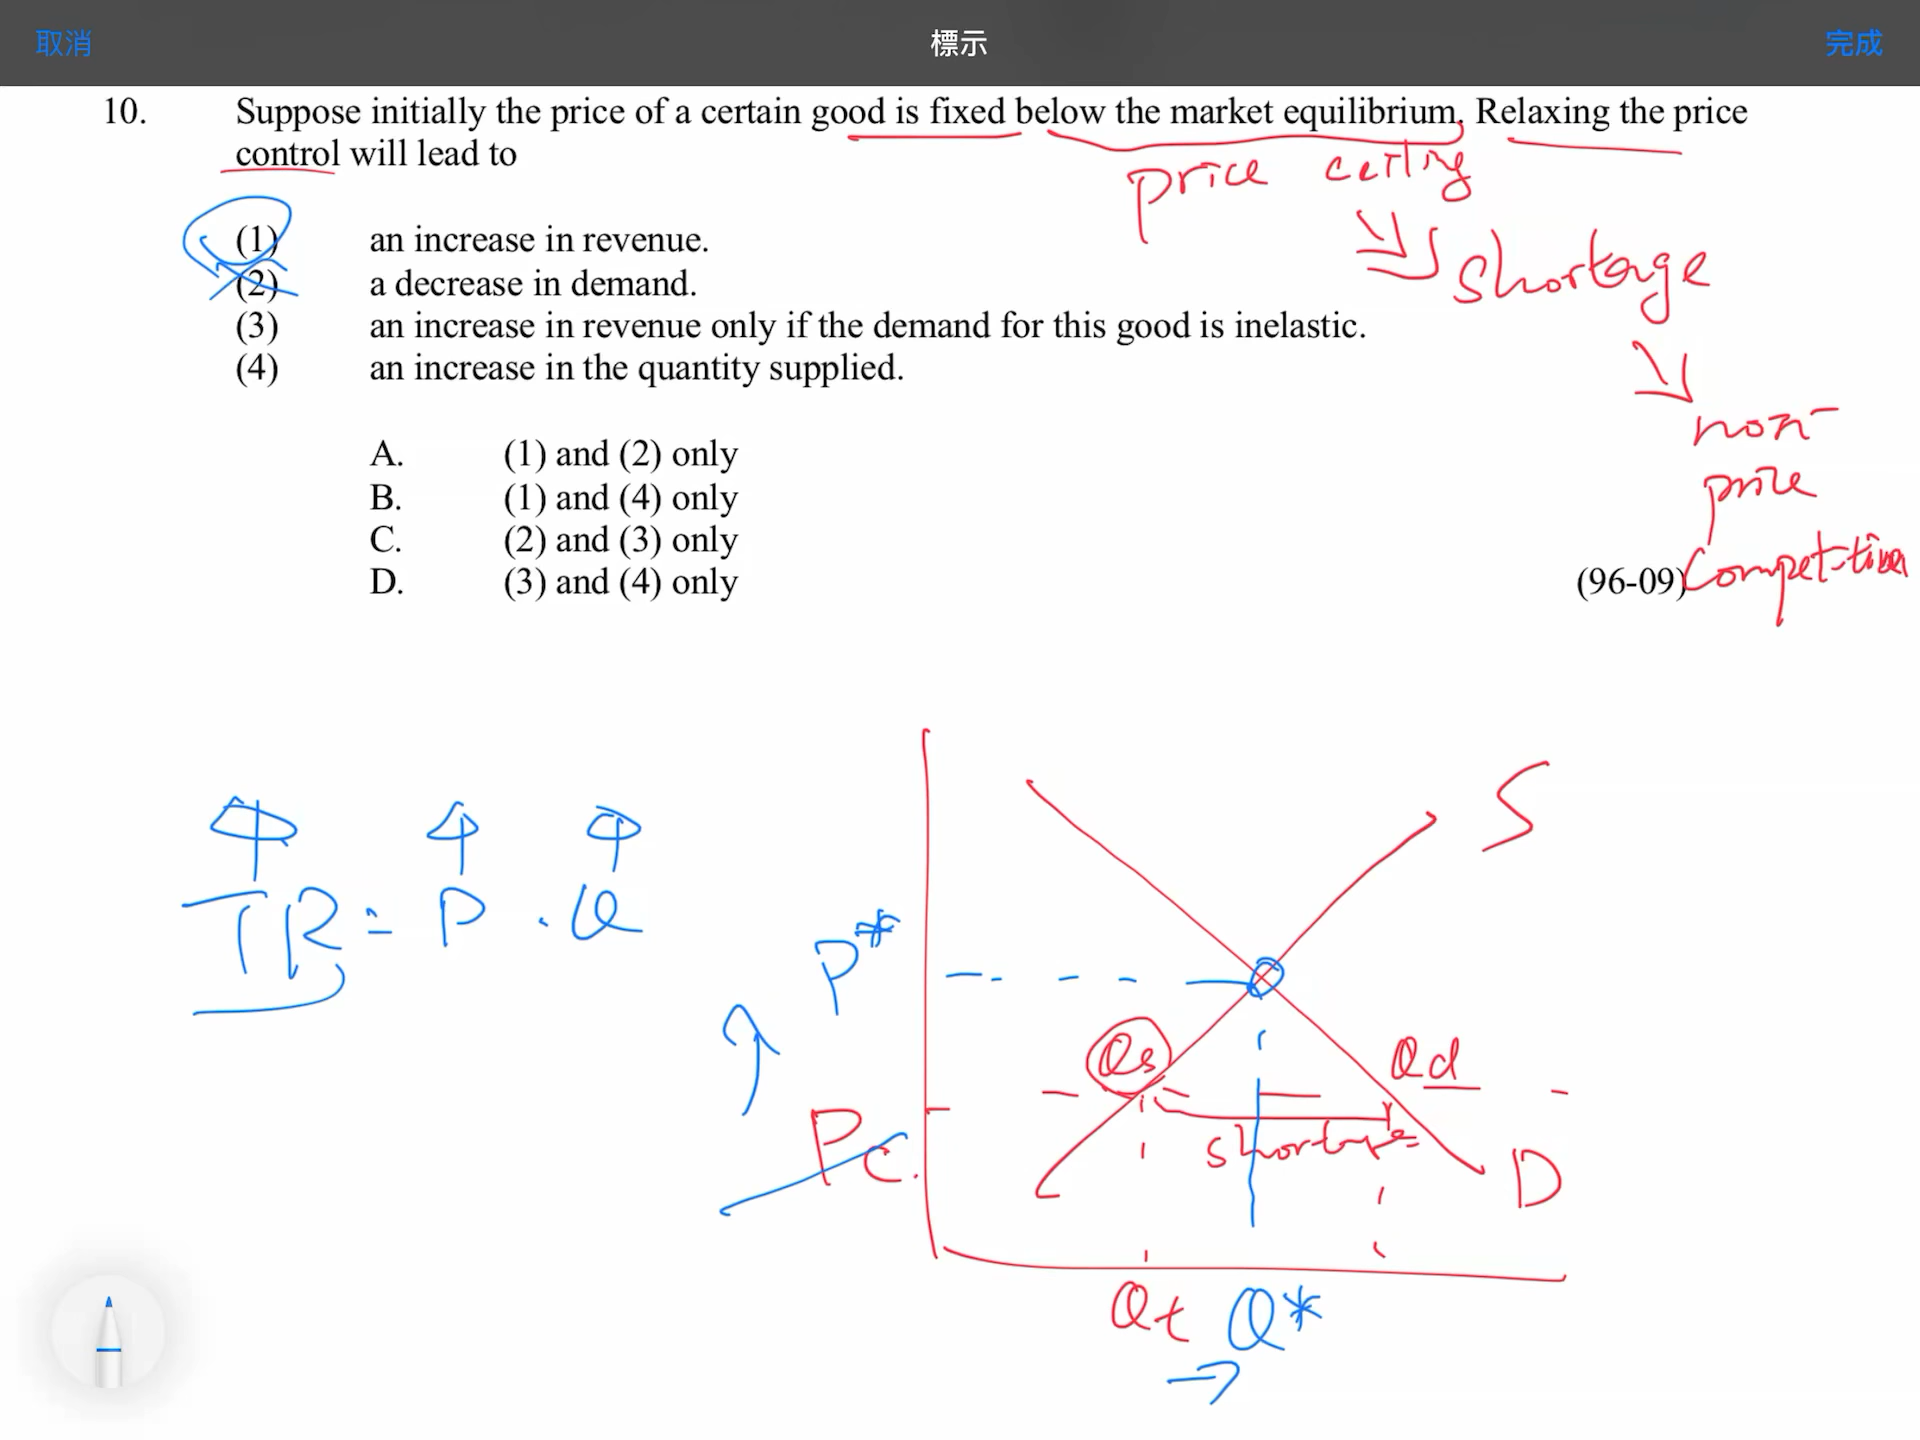 取消
標示
完成
10. Suppose initially the price of a certain good is fixed below the market equilibrium. Relaxing the price
control will lead to
price ceiling
(1) an increase in revenue.
shortage
(2) a decrease in demand.
(3) an increase in revenue only if the demand for this good is inelastic.
(4) an increase in the quantity supplied.
non-
price
competition
A. (1) and (2) only
B. (1) and (4) only
C. (2) and (3) only
D. (3) and (4) only
(96-09)
S
TR = P . Q
P*
Qs
Qd
Pc
shortage
D
Qt Q*